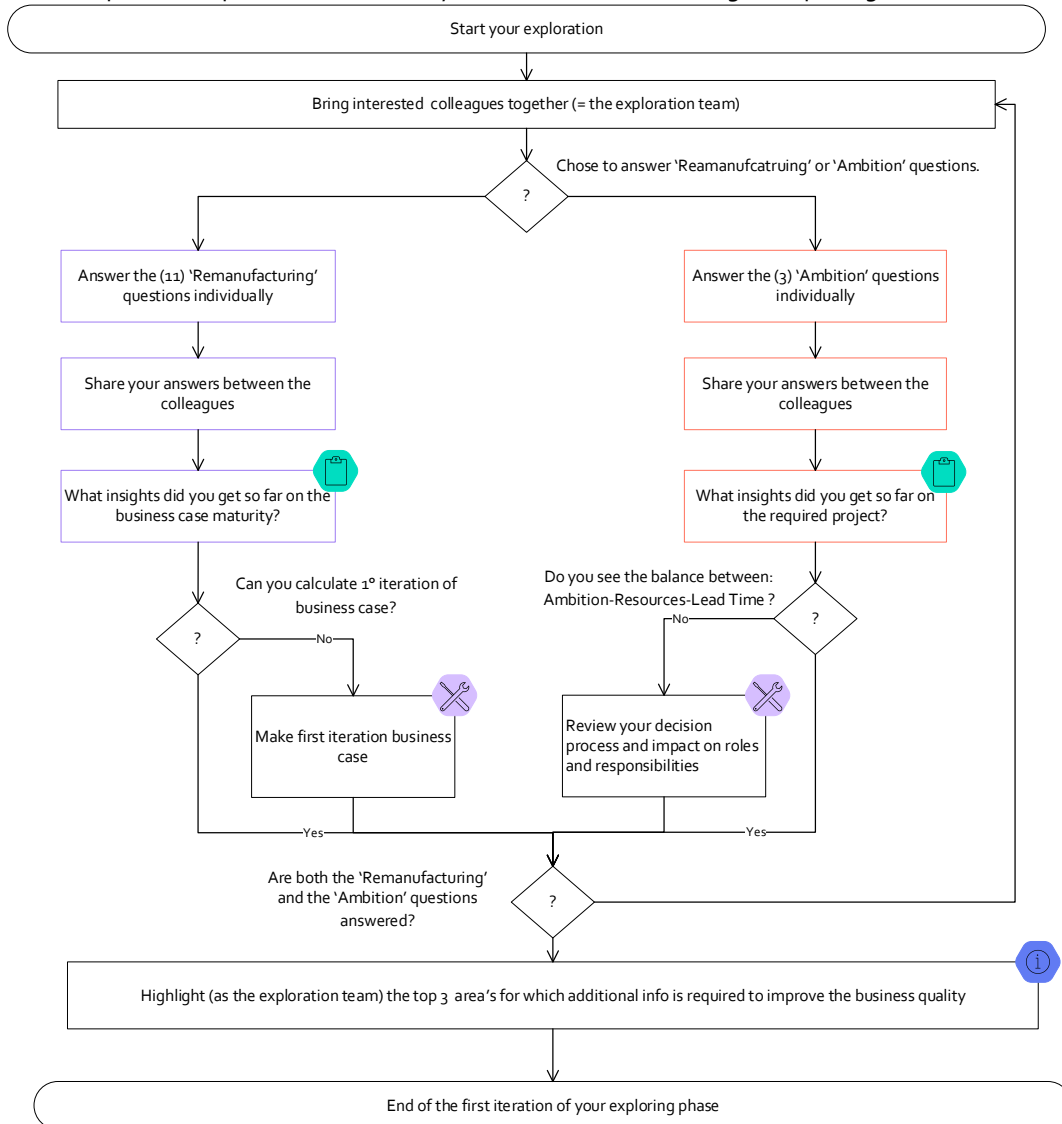 Start your exploration
Bring interested  colleagues together (= the exploration team)
Chose to answer ‘Reamanufcatruing’ or ‘Ambition’ questions.
?
Answer the (11) ‘Remanufacturing’
questions individually
Answer the (3) ‘Ambition’ questions
individually
Share your answers between the
colleagues
Share your answers between the
colleagues
What insights did you get so far on the
business case maturity?
What insights did you get so far on
the required project?
Can you calculate 1° iteration of
business case?
Do you see the balance between:
Ambition-Resources-Lead Time ?
?
No
No
?
Make first iteration business
case
Review your decision
process and impact on roles
and responsibilities
Yes
Yes
Are both the ‘Remanufacturing’
and the ‘Ambition’ questions
answered?
?
i
Highlight (as the exploration team) the top 3  area’s for which additional info is required to improve the business quality
End of the first iteration of your exploring phase